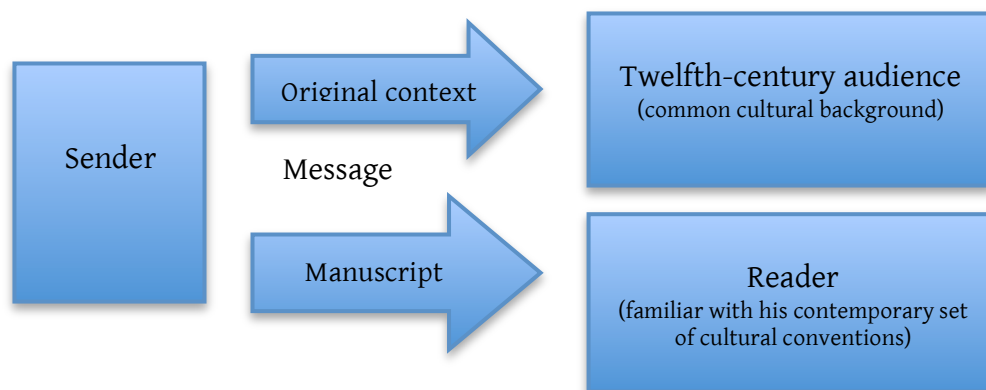 Sender
Original context
Message
Manuscript
Twelfth-century audience
(common cultural background)
Reader
(familiar with his contemporary set
of cultural conventions)